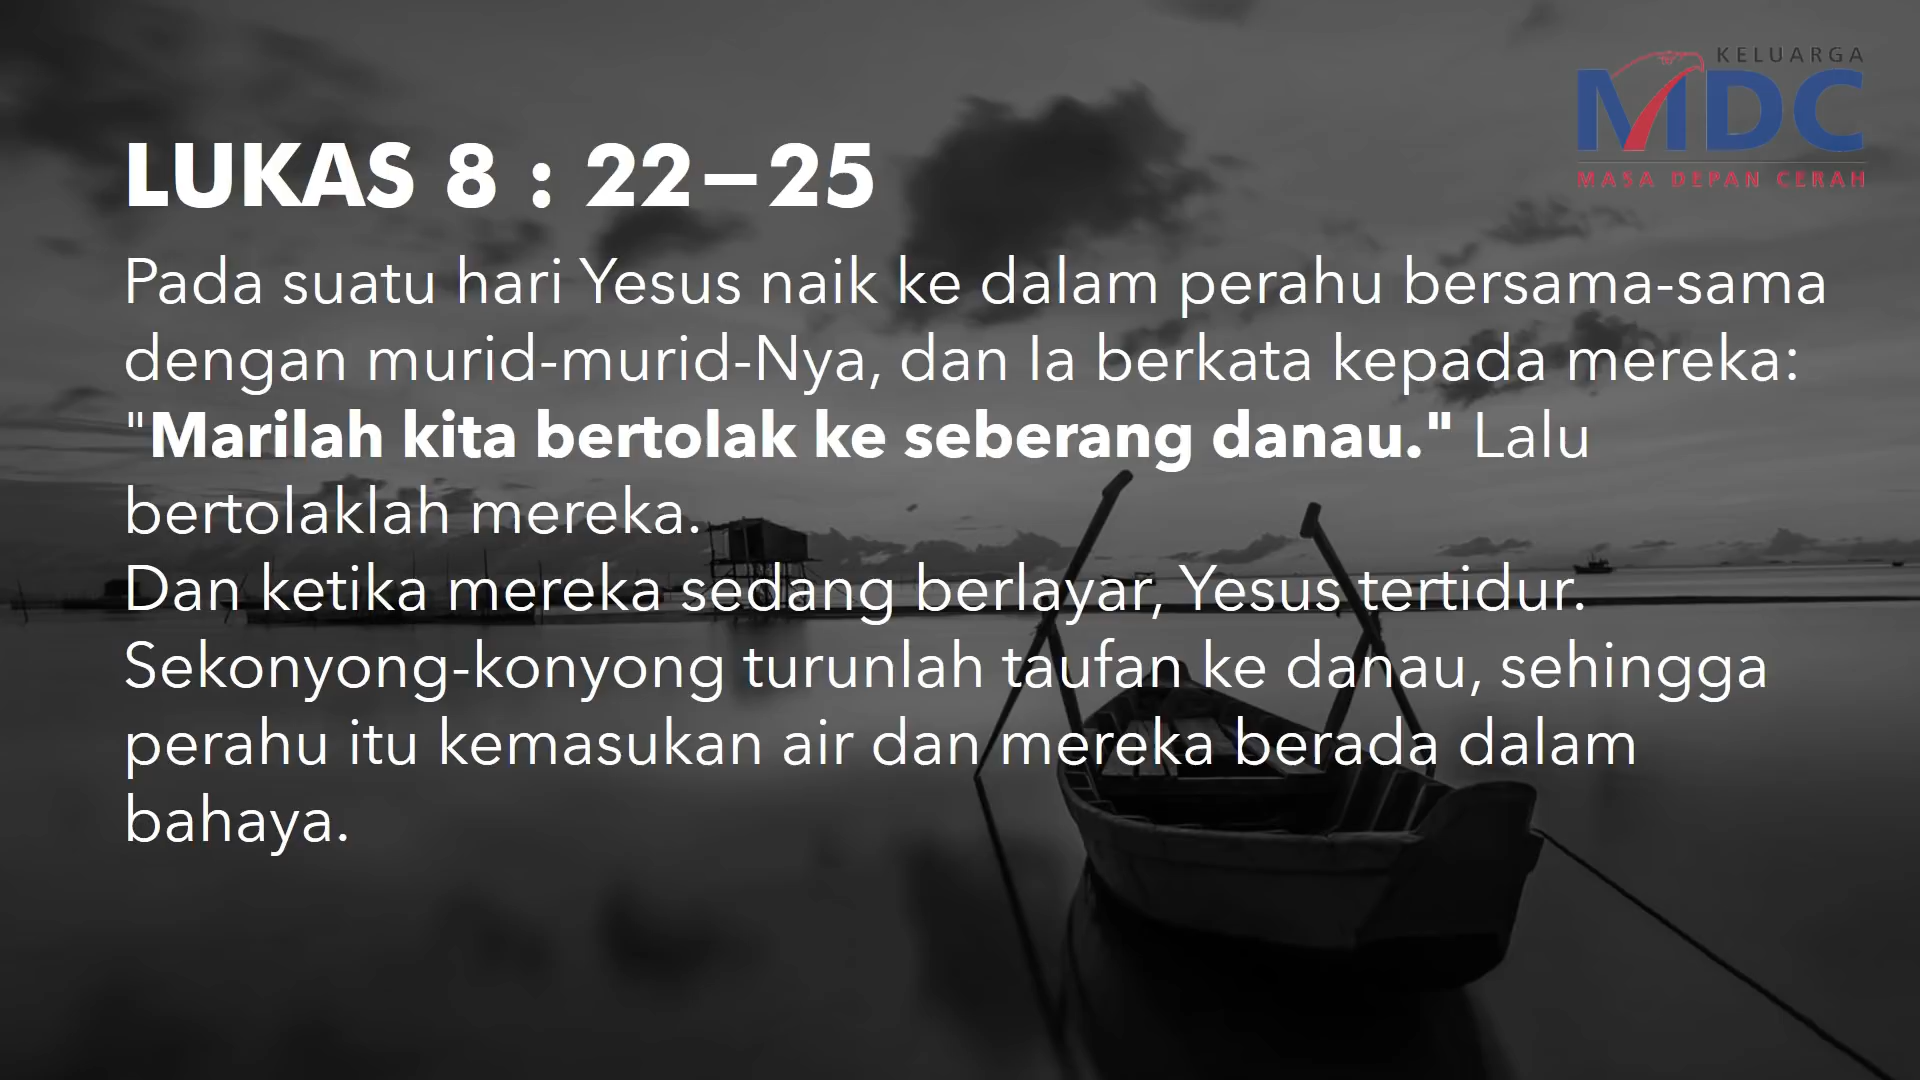 KELUARGA
MDC
MASA DEPAN CERAH
LUKAS 8 : 22—25
Pada suatu hari Yesus naik ke dalam perahu bersama-sama
dengan murid-murid-Nya, dan Ia berkata kepada mereka:
"Marilah kita bertolak ke seberang danau." Lalu
bertolaklah mereka.
Dan ketika mereka sedang berlayar, Yesus tertidur.
Sekonyong-konyong turunlah taufan ke danau, sehingga
perahu itu kemasukan air dan mereka berada dalam
bahaya.